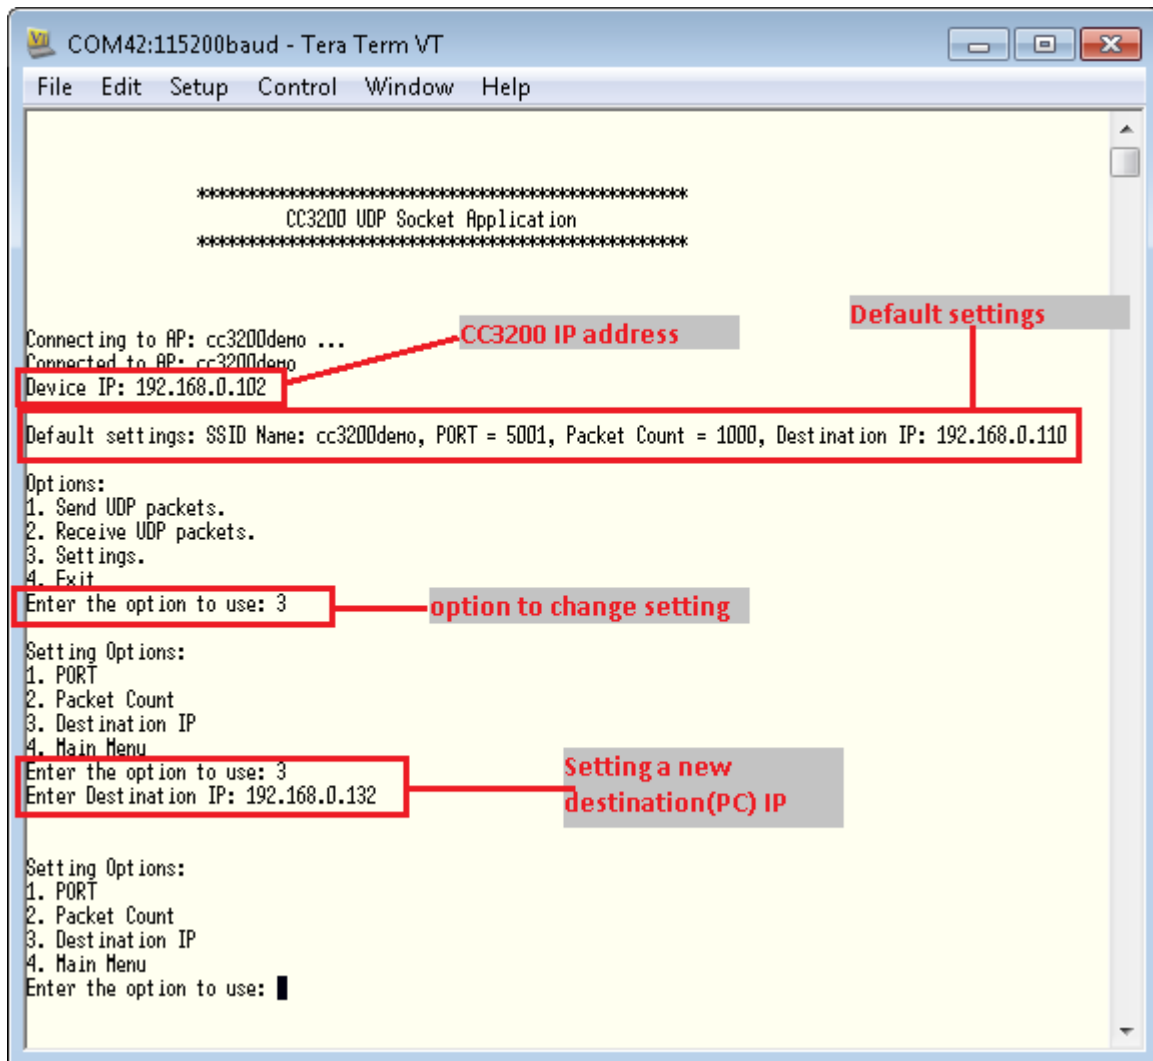 COM42:115200baud - Tera Term VT
File Edit Setup Control Window Help
***************************************************
CC3200 UDP Socket Application
***************************************************
Default settings
Connecting to AP: cc3200demo ...
CC3200 IP address
Connected to AP: cc3200demo
Device IP: 192.168.0.102
Default settings: SSID Name: cc3200demo, PORT = 5001, Packet Count = 1000, Destination IP: 192.168.0.110
Options:
1. Send UDP packets.
2. Receive UDP packets.
3. Settings.
4. Exit
Enter the option to use: 3
option to change setting
Setting Options:
1. PORT
2. Packet Count
3. Destination IP
4. Main Menu
Enter the option to use: 3
Enter Destination IP: 192.168.0.132
Setting a new
destination(PC) IP
Setting Options:
1. PORT
2. Packet Count
3. Destination IP
4. Main Menu
Enter the option to use: